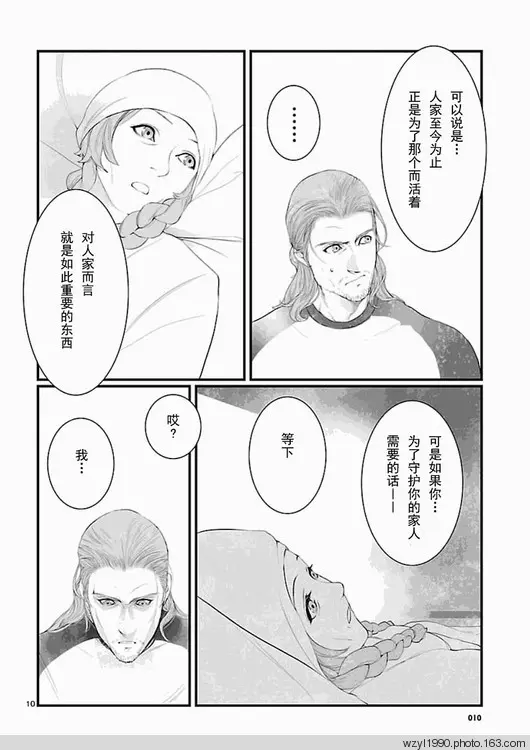 可以说是…
人家至今为止
正是为了那个而活着
……
对人家而言
就是如此重要的东西
可是如果你…
为了守护你的家人
需要的话——
等下
哎?
我…
10
010
wzyl1990.photo.163.com